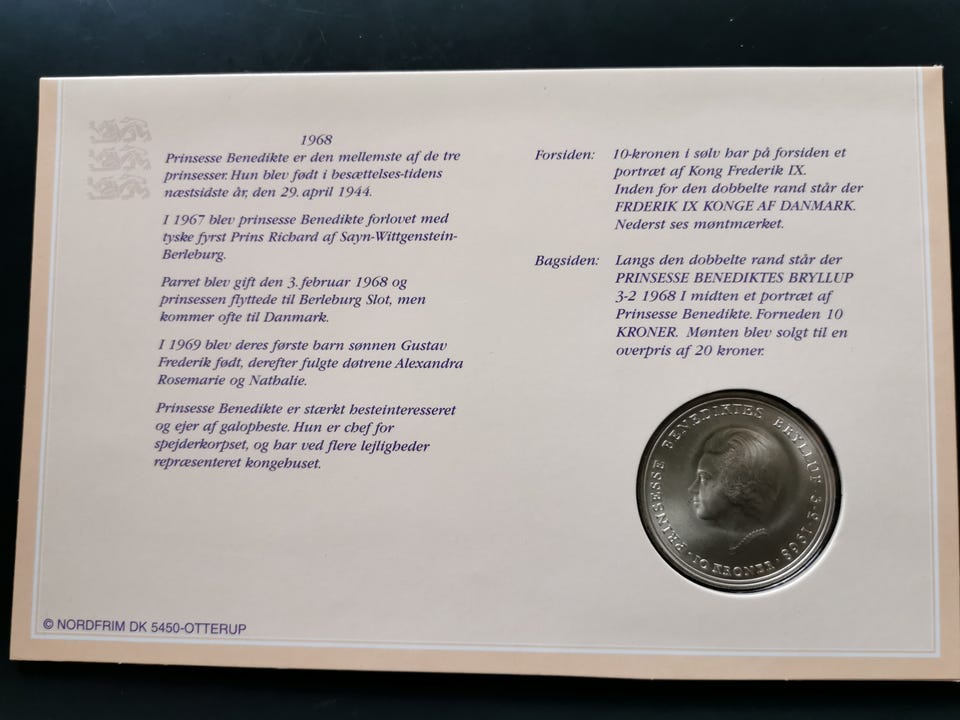 1968
Prinsesse Benedikte er den mellemste af de tre
prinsesser. Hun blev født i besættelses-tidens
næstsidste år, den 29. april 1944.
I 1967 blev prinsesse Benedikte forlovet med
tyske fyrst Prins Richard af Sayn-Wittgenstein-
Berleburg.
Parret blev gift den 3. februar 1968 og
prinsessen flyttede til Berleburg Slot, men
kommer ofte til Danmark.
I 1969 blev deres første barn sønnen Gustav
Frederik født, derefter fulgte døtrene Alexandra
Rosemarie og Nathalie.
Prinsesse Benedikte er stærkt hesteinteresseret
og ejer af galopheste. Hun er chef for
spejderkorpset, og har ved flere lejligheder
repræsenteret kongehuset.
Forsiden: 10-kronen i sølv har på forsiden et
portræt af Kong Frederik IX.
Inden for den dobbelte rand står der
FRDERIK IX KONGE AF DANMARK.
Nederst ses møntmærket.
Bagsiden: Langs den dobbelte rand står der
PRINSESSE BENEDIKTES BRYLLUP
3-2 1968 I midten et portræt af
Prinsesse Benedikte. Forneden 10
KRONER. Mønten blev solgt til en
overpris af 20 kroner.
PRINSESSE BENEDIKTES BRYLLUP 3-2-1968
10 KRONER
© NORDFRIM DK 5450-OTTERUP